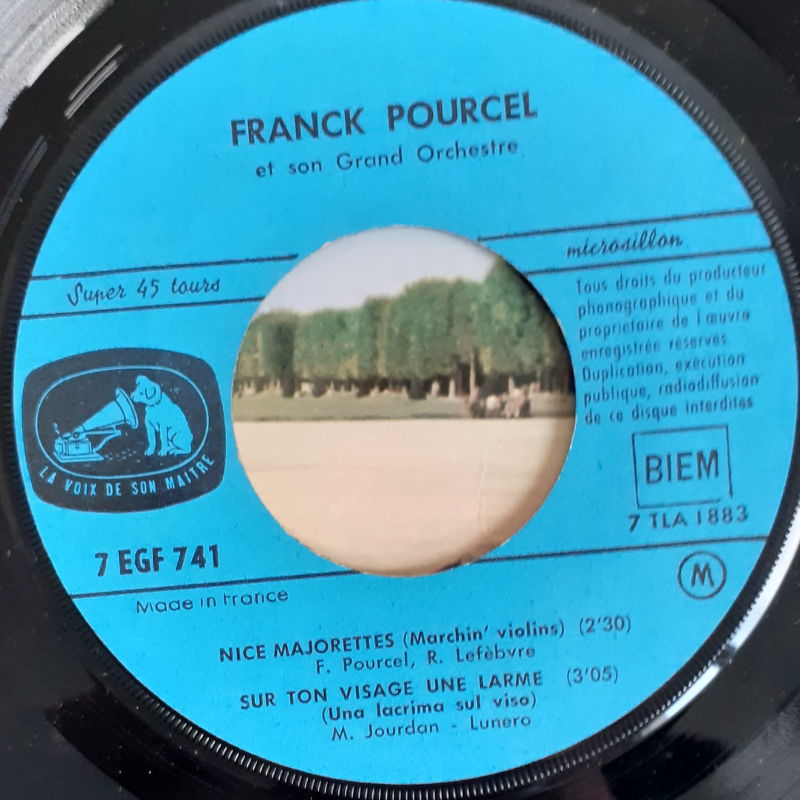 FRANCK POURCEL
et son Grand Orchestre
Super 45 tours
microsillon
Tous droits du producteur
phonographique et du
proprietaire de l œuvre
enregistrée réservés.
Duplication, exécution
publique, radiodiffusion
de ce disque interdites
LA VOIX DE SON MAITRE
BIEM
7 TLA 1883
7 EGF 741
Made in France
M
NICE MAJORETTES (Marchin' violins) (2'30)
F. Pourcel, R. Lefèbvre
SUR TON VISAGE UNE LARME (3'05)
(Una lacrima sul viso)
M. Jourdan - Lunero